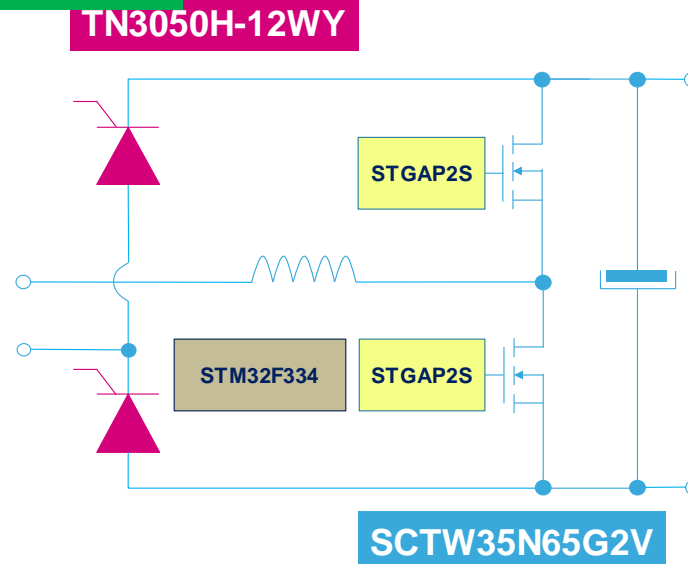 TN3050H-12WY
STGAP2S
STM32F334
STGAP2S
SCTW35N65G2V